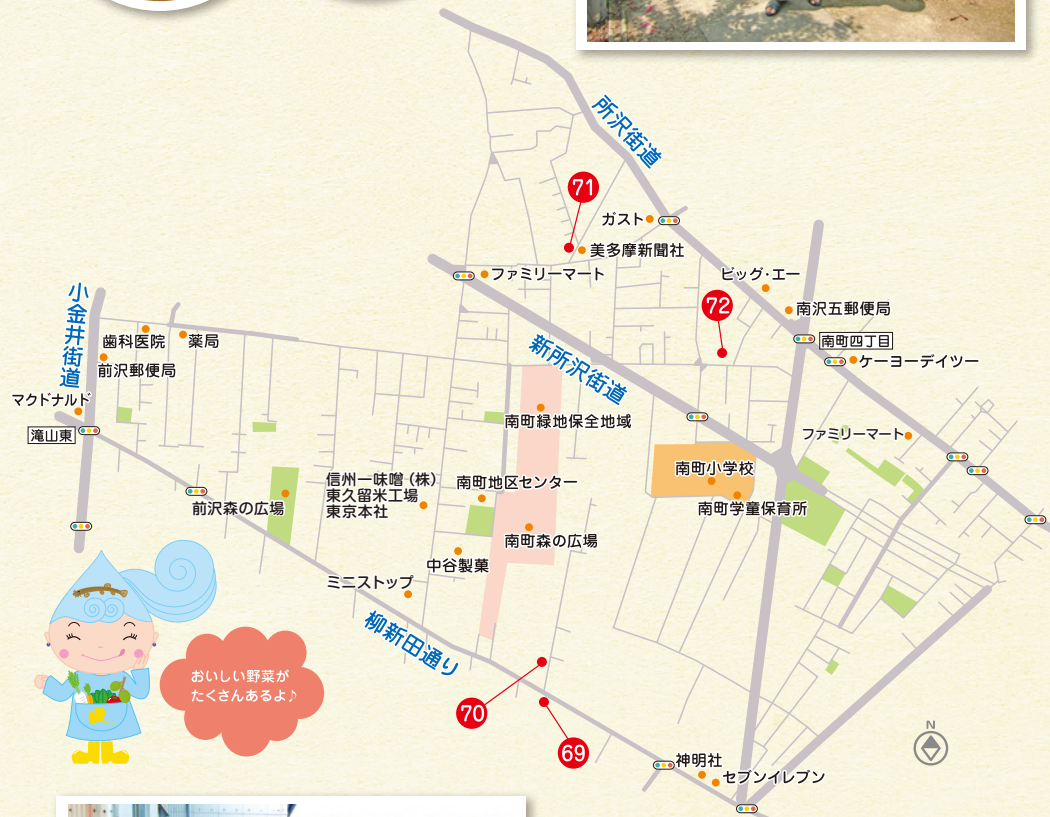 所沢街道
71
ガスト
美多摩新聞社
ファミリーマート
ビッグ・エー
小金井街道
72
南沢五郵便局
歯科医院
薬局
南町四丁目
新所沢街道
ケーヨーデイツー
前沢郵便局
マクドナルド
南町緑地保全地域
滝山東
ファミリーマート
南町小学校
信州一味噌（株）
東久留米工場
東京本社
南町地区センター
前沢森の広場
南町学童保育所
南町森の広場
中谷製菓
ミニストップ
柳新田通り
おいしい野菜が
たくさんあるよ♪
70
69
N
神明社
セブンイレブン